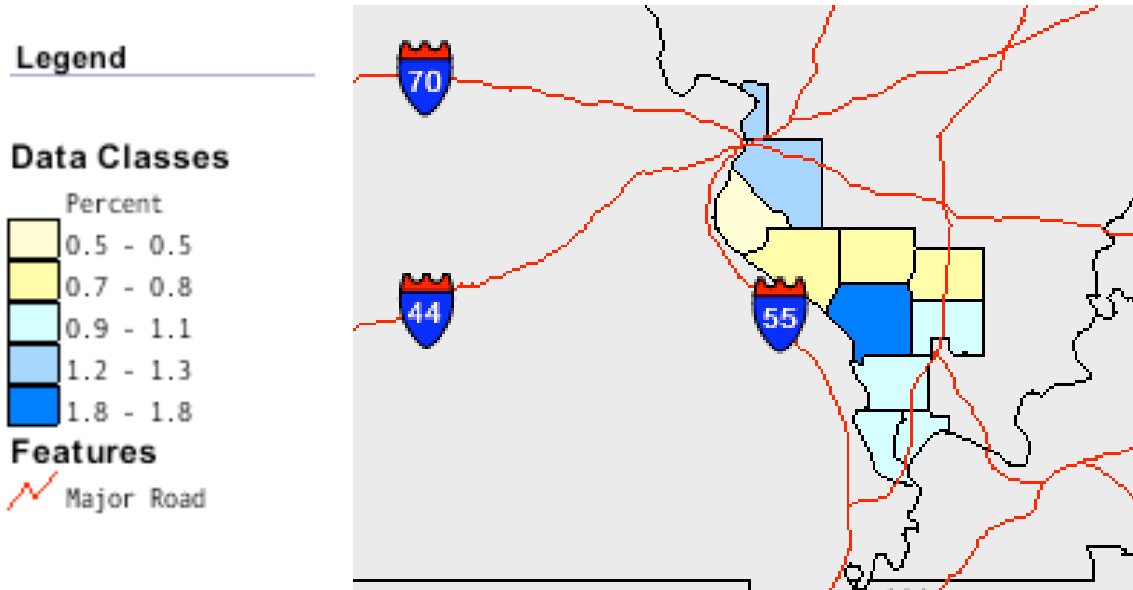 Legend
Data Classes
Percent
0.5 - 0.5
0.7 - 0.8
0.9 - 1.1
1.2 - 1.3
1.8 - 1.8
Features
Major Road
70
44
55